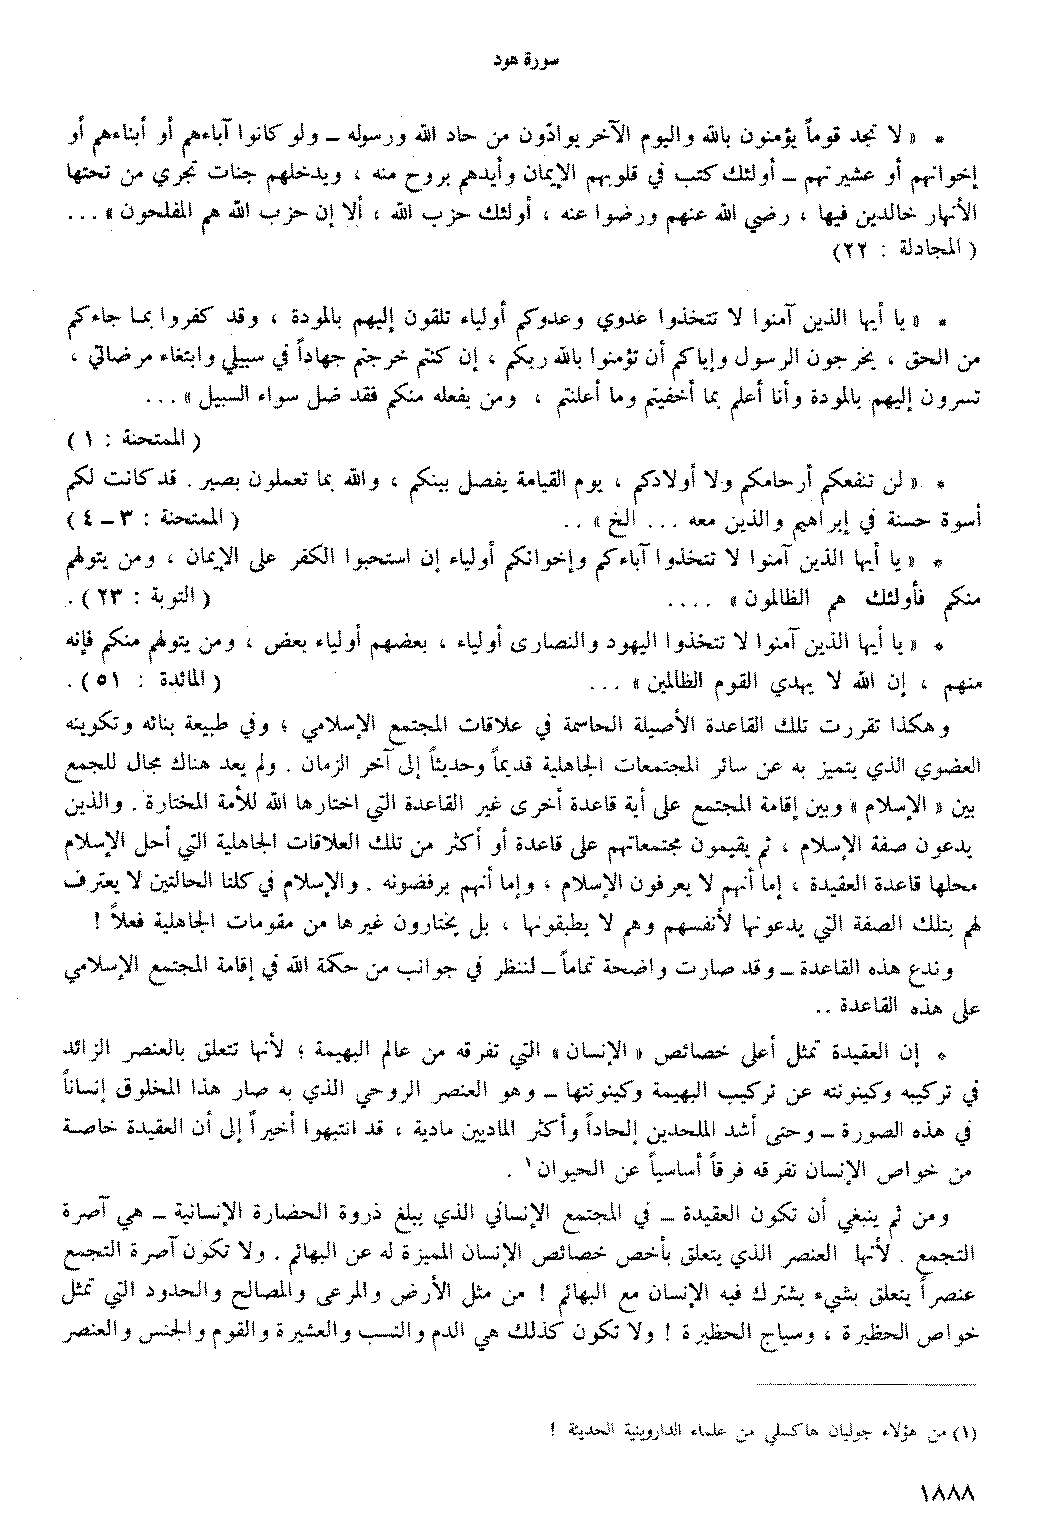 سورة هود
* « لا تجد قوماً يؤمنون بالله واليوم الآخر يوادّون من حاد الله ورسوله – ولو كانوا آباءهم أو أبناءهم أو
إخوانهم أو عشيرتهم – أولئك كتب في قلوبهم الإيمان وأيدهم بروح منه ، ويدخلهم جنات تجري من تحتها
الأنهار خالدين فيها ، رضي الله عنهم ورضوا عنه ، أولئك حزب الله ، ألا إن حزب الله هم المفلحون » ...
( المجادلة : ٢٢)
* « يا أيها الذين آمنوا لا تتخذوا عدوي وعدوكم أولياء تلقون إليهم بالمودة ، وقد كفروا بما جاءكم
من الحق ، يخرجون الرسول وإياكم أن تؤمنوا بالله ربكم ، إن كنتم خرجتم جهاداً في سبيلي وابتغاء مرضاتي ،
تسرون إليهم بالمودة وأنا أعلم بما أخفيتم وما أعلنتم ، ومن يفعله منكم فقد ضل سواء السبيل » ...
( الممتحنة : ١ )
* « لن تنفعكم أرحامكم ولا أولادكم ، يوم القيامة يفصل بينكم ، والله بما تعملون بصير . قد كانت لكم
أسوة حسنة في إبراهيم والذين معه ... الخ » .. ( الممتحنة : ٣ – ٤ )
* « يا أيها الذين آمنوا لا تتخذوا آباءكم وإخوانكم أولياء إن استحبوا الكفر على الإيمان ، ومن يتولهم
منكم فأولئك هم الظالمون » .... ( التوبة : ٢٣ ) .
* « يا أيها الذين آمنوا لا تتخذوا اليهود والنصارى أولياء ، بعضهم أولياء بعض ، ومن يتولهم منكم فإنه
منهم ، إن الله لا يهدي القوم الظالمين » ... ( المائدة : ٥١ ) .
وهكذا تقررت تلك القاعدة الأصيلة الحاسمة في علاقات المجتمع الإسلامي ؛ وفي طبيعة بنائه وتكوينه
العضوي الذي يتميز به عن سائر المجتمعات الجاهلية قديماً وحديثاً إلى آخر الزمان . ولم يعد هناك مجال للجمع
بين « الإسلام » وبين إقامة المجتمع على أية قاعدة أخرى غير القاعدة التي اختارها الله للأمة المختارة . والذين
يدعون صفة الإسلام ، ثم يقيمون مجتمعاتهم على قاعدة أو أكثر من تلك العلاقات الجاهلية التي أحل الإسلام
محلها قاعدة العقيدة ، إما أنهم لا يعرفون الإسلام ؛ وإما أنهم يرفضونه . والإسلام في كلتا الحالتين لا يعترف
لهم بتلك الصفة التي يدعونها لأنفسهم وهم لا يطبقونها ، بل يختارون غيرها من مقومات الجاهلية فعلاً !
وندع هذه القاعدة – وقد صارت واضحة تماماً – لننظر في جوانب من حكمة الله في إقامة المجتمع الإسلامي
على هذه القاعدة ..
* إن العقيدة تمثل أعلى خصائص « الإنسان » التي تفرقه من عالم البهيمة ؛ لأنها تتعلق بالعنصر الزائد
في تركيبه وكينونته عن تركيب البهيمة وكينونتها – وهو العنصر الروحي الذي به صار هذا المخلوق إنساناً
في هذه الصورة – وحتى أشد الملحدين إلحاداً وأكثر الماديين مادية ، قد انتبهوا أخيراً إلى أن العقيدة خاصة
من خواص الإنسان تفرقه فرقاً أساسياً عن الحيوان ١ .
ومن ثم ينبغي أن تكون العقيدة – في المجتمع الإنساني الذي يبلغ ذروة الحضارة الإنسانية – هي آصرة
التجمع . لأنها العنصر الذي يتعلق بأخص خصائص الإنسان المميزة له عن البهائم . ولا تكون آصرة التجمع
عنصراً يتعلق بشيء يشترك فيه الإنسان مع البهائم ! من مثل الأرض والمرعى والمصالح والحدود التي تمثل
خواص الحظيرة ، وسياج الحظيرة ! ولا تكون كذلك هي الدم والنسب والعشيرة والقوم والجنس والعنصر
(١) من هؤلاء جوليان هاكسلي من علماء الداروينية الحديثة !
١٨٨٨